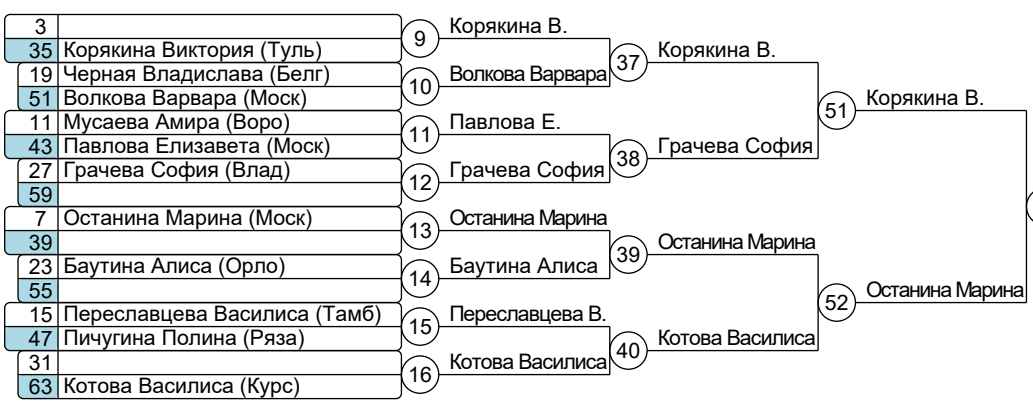 3
35 Корякина Виктория (Туль)
19 Черная Владислава (Белг)
51 Волкова Варвара (Моск)
11 Мусаева Амира (Воро)
43 Павлова Елизавета (Моск)
27 Грачева София (Влад)
59
7 Останина Марина (Моск)
39
23 Баутина Алиса (Орло)
55
15 Переславцева Василиса (Тамб)
47 Пичугина Полина (Ряза)
31
63 Котова Василиса (Курс)
9 Корякина В.
10 Волкова Варвара
11 Павлова Е.
12 Грачева София
13 Останина Марина
14 Баутина Алиса
15 Переславцева В.
16 Котова Василиса
37 Корякина В.
38 Грачева София
39 Останина Марина
40 Котова Василиса
51 Корякина В.
52 Останина Марина